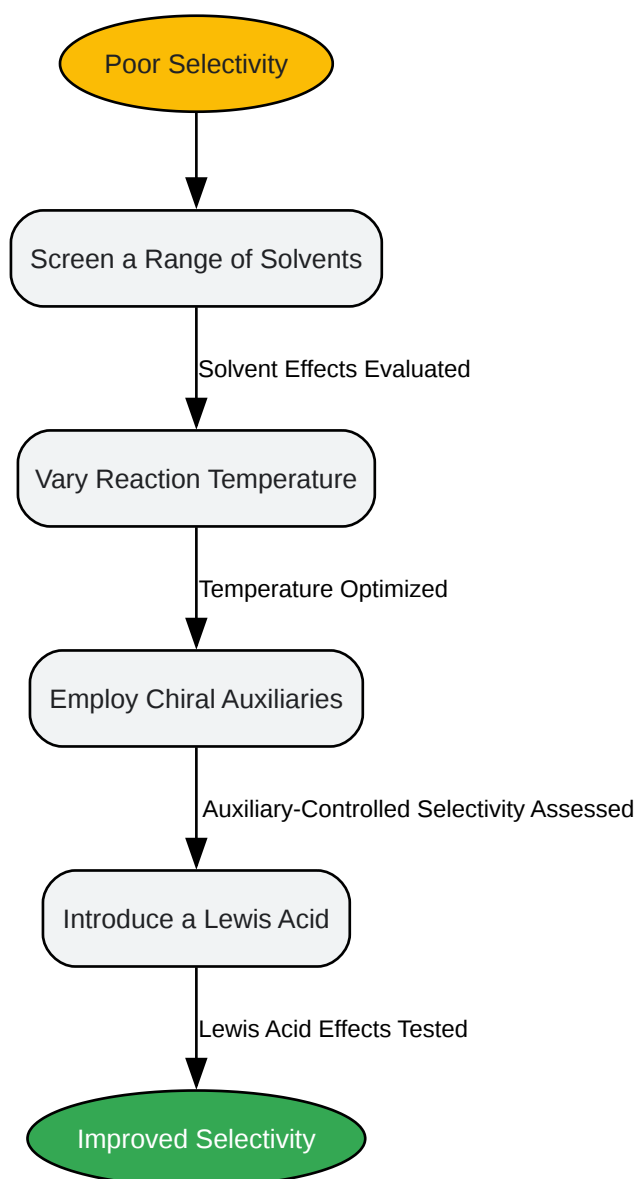 Poor Selectivity
Screen a Range of Solvents
Solvent Effects Evaluated
Vary Reaction Temperature
Temperature Optimized
Employ Chiral Auxiliaries
Auxiliary-Controlled Selectivity Assessed
Introduce a Lewis Acid
Lewis Acid Effects Tested
Improved Selectivity